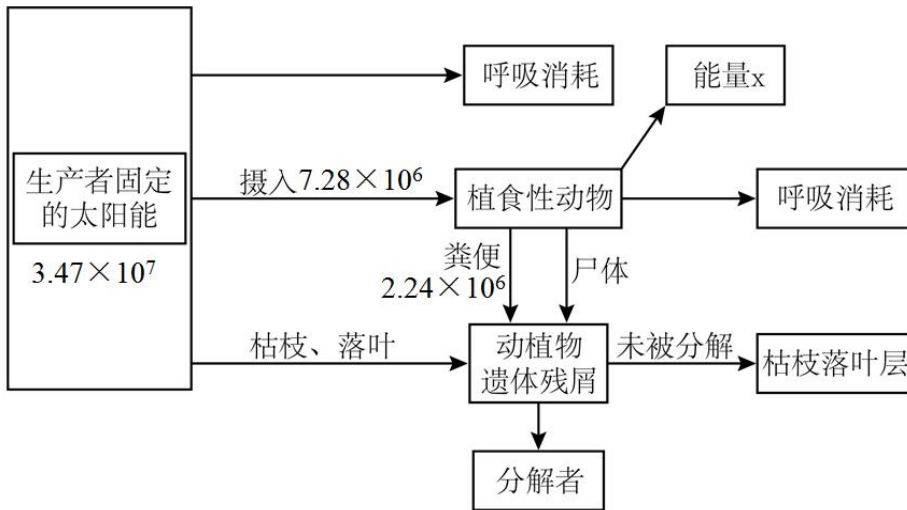 呼吸消耗
能量x
生产者固定
的太阳能
3.47×10⁷
摄入7.28×10⁶
植食性动物
呼吸消耗
粪便
2.24×10⁶
尸体
枯枝、落叶
动植物
遗体残屑
未被分解
枯枝落叶层
分解者